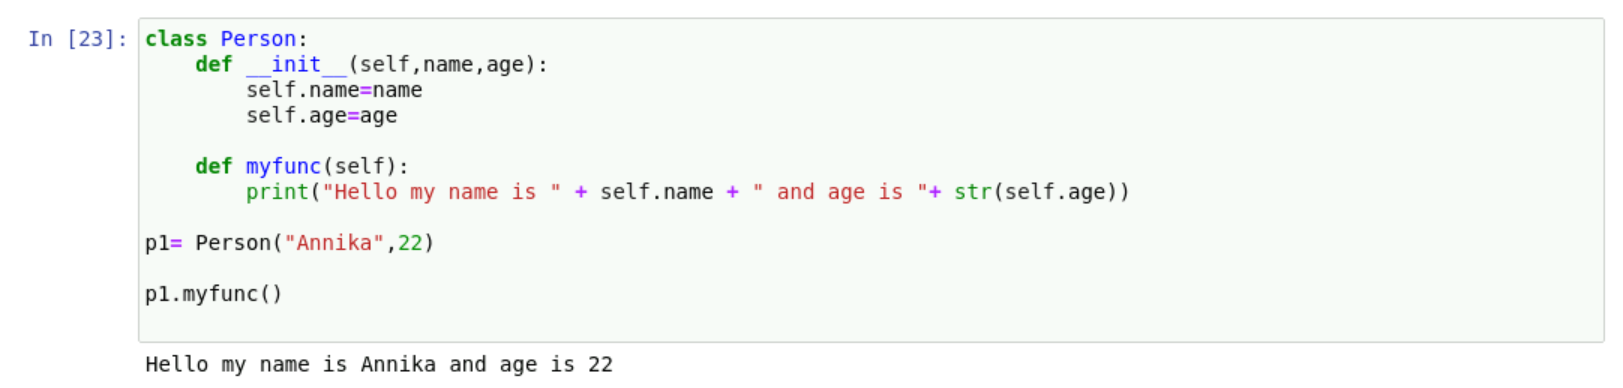 In [23]:
class Person:
    def __init__(self,name,age):
        self.name=name
        self.age=age
    def myfunc(self):
        print("Hello my name is " + self.name + " and age is "+ str(self.age))
p1= Person("Annika",22)
p1.myfunc()
Hello my name is Annika and age is 22